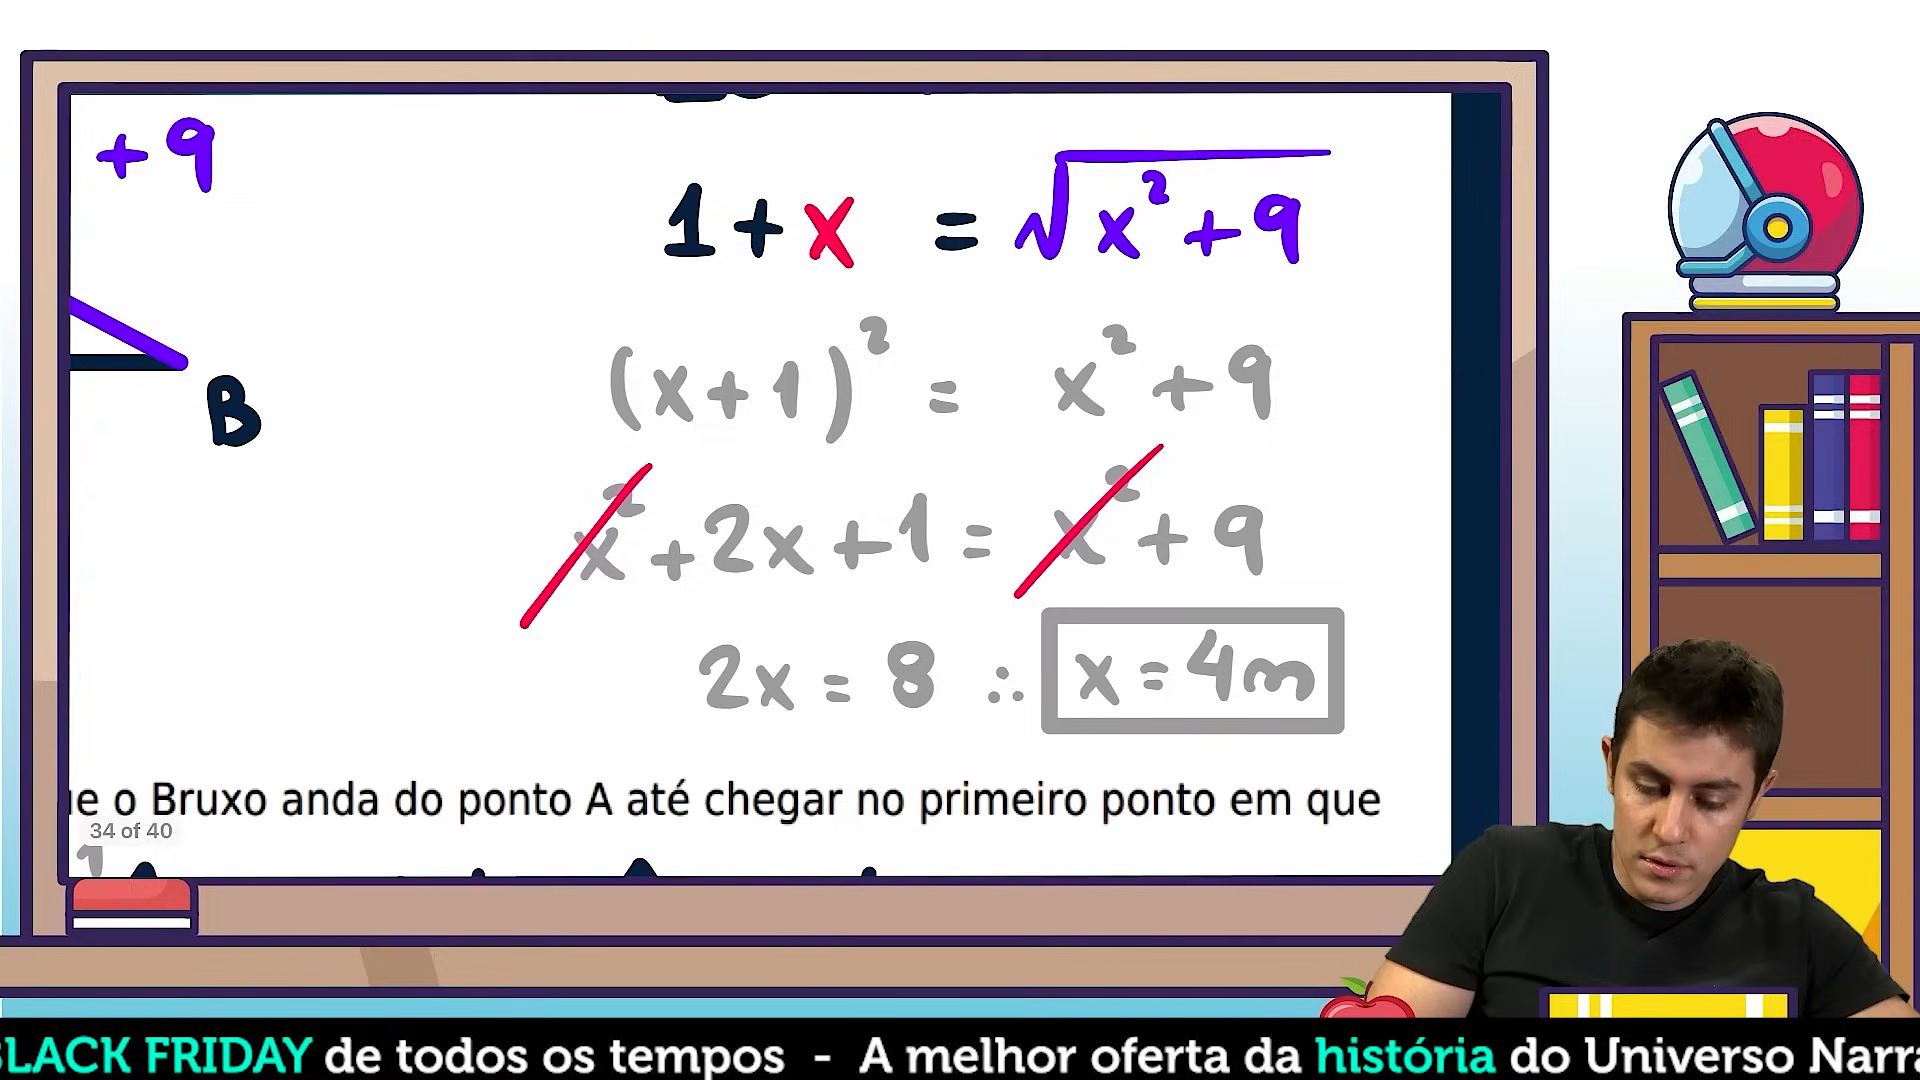 +9
1+x = √x²+9
B
(x+1)² = x²+9
x²+2x+1 = x²+9
2x = 8 ∴ x = 4m
o Bruxo anda do ponto A até chegar no primeiro ponto em que
34 of 40
BLACK FRIDAY de todos os tempos - A melhor oferta da história do Universo Narra